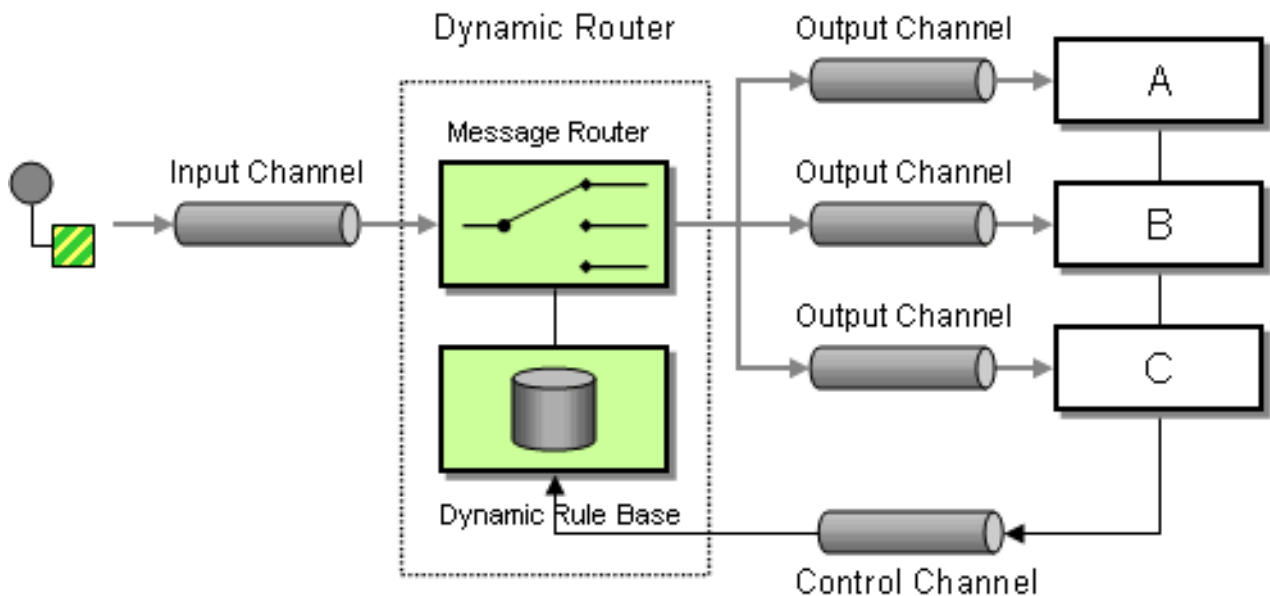 Dynamic Router
Output Channel
A
Message Router
Input Channel
Output Channel
B
Output Channel
C
Dynamic Rule Base
Control Channel